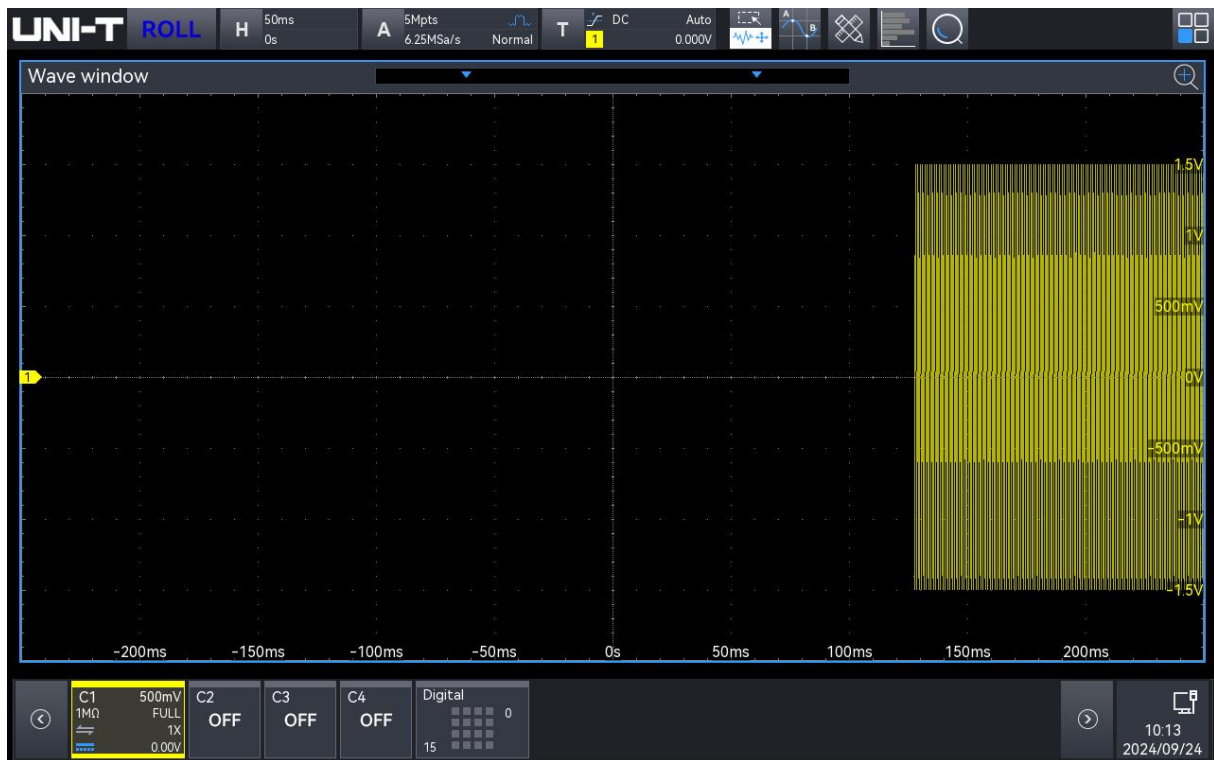 UNI-T ROLL H 50ms 0s A 5Mpts 6.25MSa/s Normal T 1 DC Auto 0.000V A B
Wave window
1.5V
1V
500mV
1 0V
-500mV
-1V
-1.5V
-200ms -150ms -100ms -50ms 0s 50ms 100ms 150ms 200ms
C1 500mV
1MΩ FULL
1X
0.00V
C2
OFF
C3
OFF
C4
OFF
Digital
0
15
10:13
2024/09/24